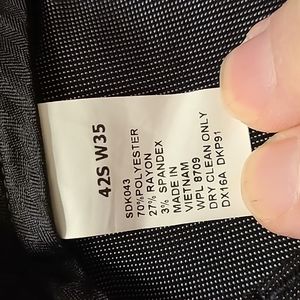 42S W35
SDK043
70%POLYESTER
27% RAYON
3% SPANDEX
MADE IN
VIETNAM
WPL 8709
DRY CLEAN ONLY
DX16A DKP91